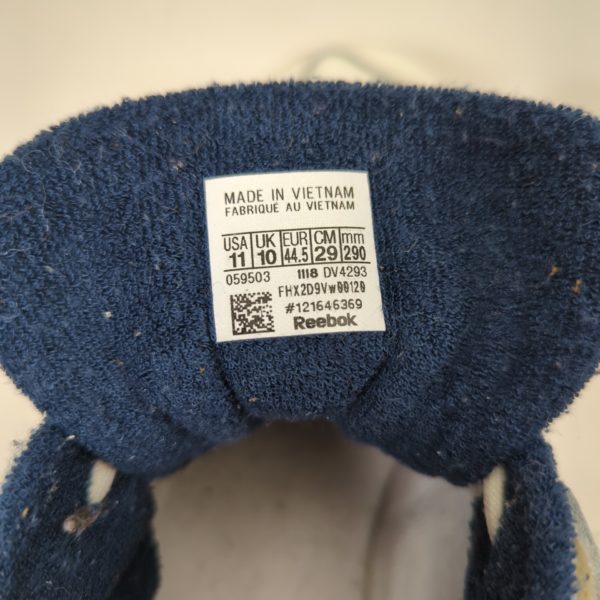 MADE IN VIETNAM
FABRIQUÉ AU VIETNAM
USA UK EUR CM mm
11 10 44.5 29 290
059503 1118 DV4293
FHX2D9Vw00120
#121646369
Reebok